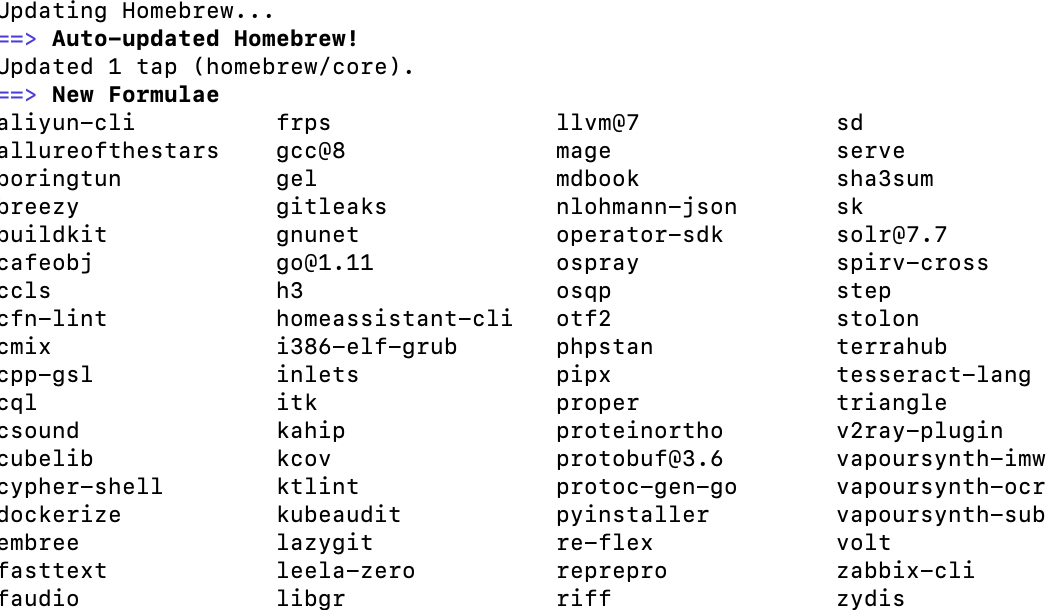 Updating Homebrew...
==> Auto-updated Homebrew!
Updated 1 tap (homebrew/core).
==> New Formulae
aliyun-cli frps llvm@7 sd
allureofthestars gcc@8 mage serve
boringtun gel mdbook sha3sum
breezy gitleaks nlohmann-json sk
buildkit gnunet operator-sdk solr@7.7
cafeobj go@1.11 ospray spirv-cross
ccls h3 osqp step
cfn-lint homeassistant-cli otf2 stolon
cmix i386-elf-grub phpstan terrahub
cpp-gsl inlets pipx tesseract-lang
cql itk proper triangle
csound kahip proteinortho v2ray-plugin
cubelib kcov protobuf@3.6 vapoursynth-imw
cypher-shell ktlint protoc-gen-go vapoursynth-ocr
dockerize kubeaudit pyinstaller vapoursynth-sub
embree lazygit re-flex volt
fasttext leela-zero reprepro zabbix-cli
faudio libgr riff zydis